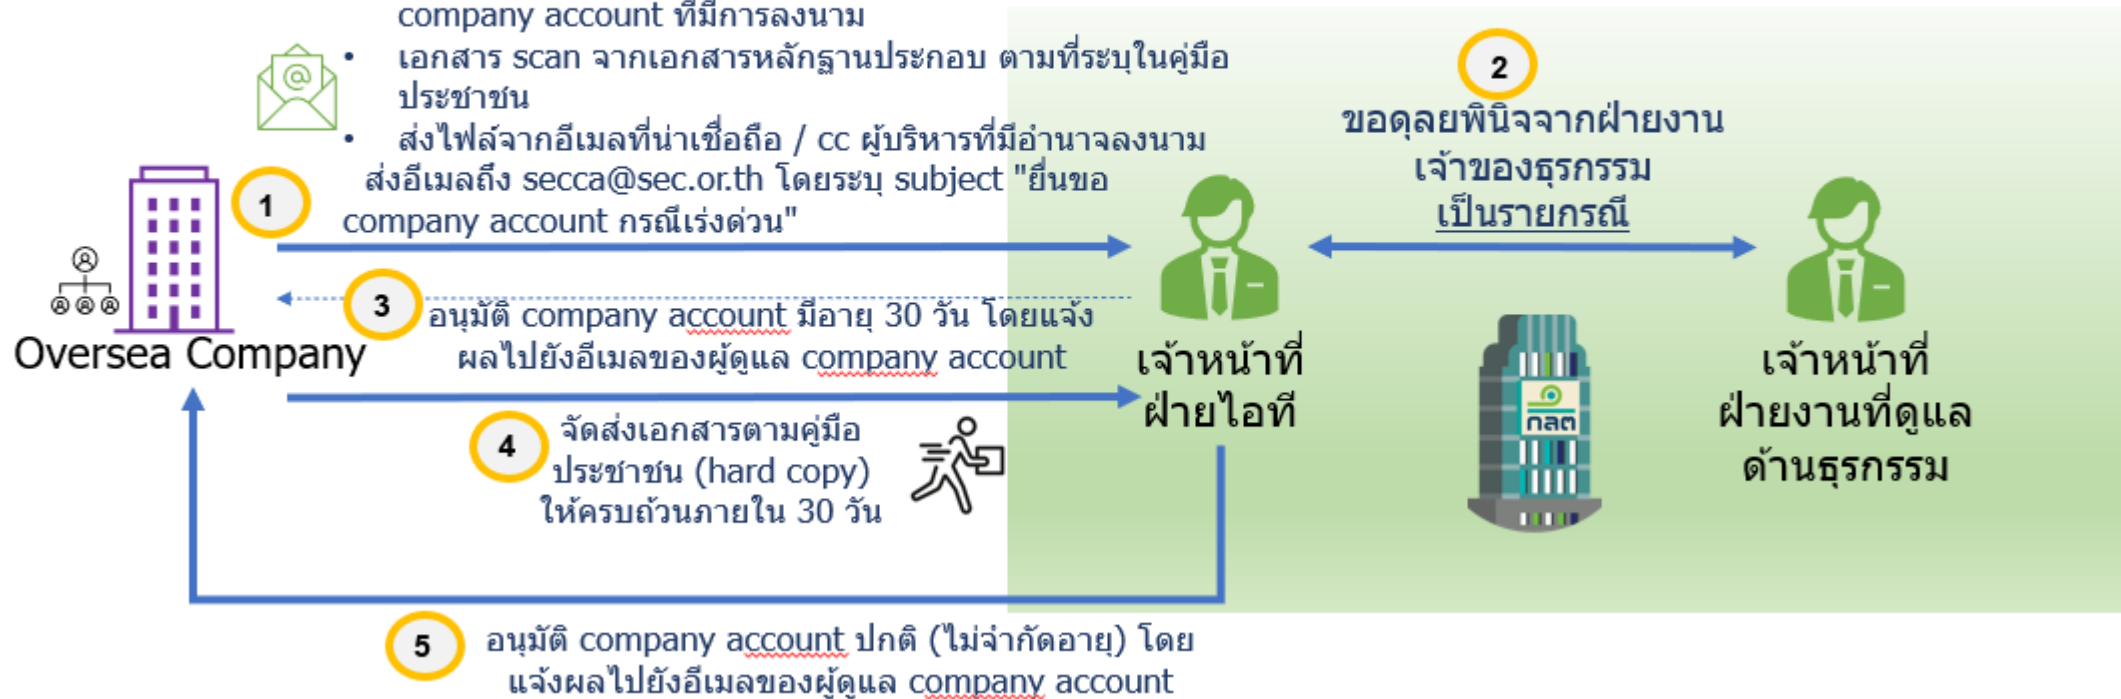 company account ที่มีการลงนาม
• เอกสาร scan จากเอกสารหลักฐานประกอบ ตามที่ระบุในคู่มือ
ประชาชน
• ส่งไฟล์จากอีเมลที่น่าเชื่อถือ / cc ผู้บริหารที่มีอำนาจลงนาม
ส่งอีเมลถึง secca@sec.or.th โดยระบุ subject "ยื่นขอ
company account กรณีเร่งด่วน"
1
2
ขอดุลยพินิจจากฝ่ายงาน
เจ้าของธุรกรรม
เป็นรายกรณี
Oversea Company
3
อนุมัติ company account มีอายุ 30 วัน โดยแจ้ง
ผลไปยังอีเมลของผู้ดูแล company account
เจ้าหน้าที่
ฝ่ายไอที
กลต
เจ้าหน้าที่
ฝ่ายงานที่ดูแล
ด้านธุรกรรม
4
จัดส่งเอกสารตามคู่มือ
ประชาชน (hard copy)
ให้ครบถ้วนภายใน 30 วัน
5
อนุมัติ company account ปกติ (ไม่จำกัดอายุ) โดย
แจ้งผลไปยังอีเมลของผู้ดูแล company account